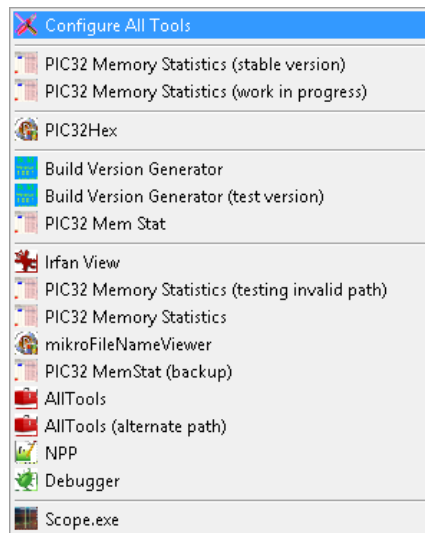 Configure All Tools
PIC32 Memory Statistics (stable version)
PIC32 Memory Statistics (work in progress)
PIC32Hex
Build Version Generator
Build Version Generator (test version)
PIC32 Mem Stat
Irfan View
PIC32 Memory Statistics (testing invalid path)
PIC32 Memory Statistics
mikroFileNameViewer
PIC32 MemStat (backup)
AllTools
AllTools (alternate path)
NPP
Debugger
Scope.exe